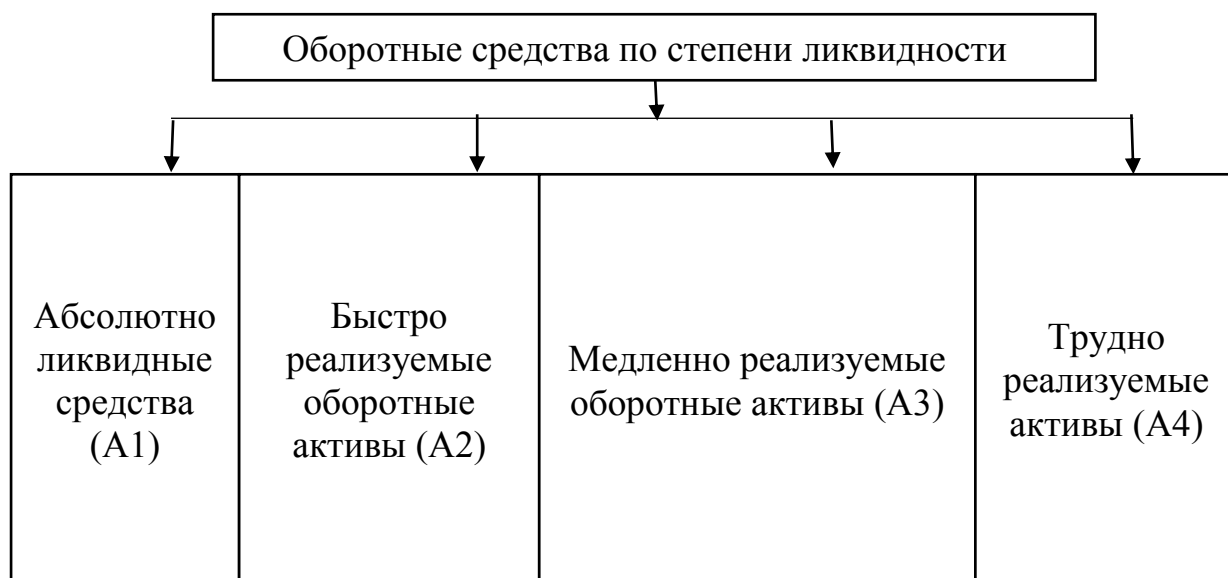 Оборотные средства по степени ликвидности
Абсолютно
ликвидные
средства
(А1)
Быстро
реализуемые
оборотные
активы (А2)
Медленно реализуемые
оборотные активы (А3)
Трудно
реализуемые
активы (А4)